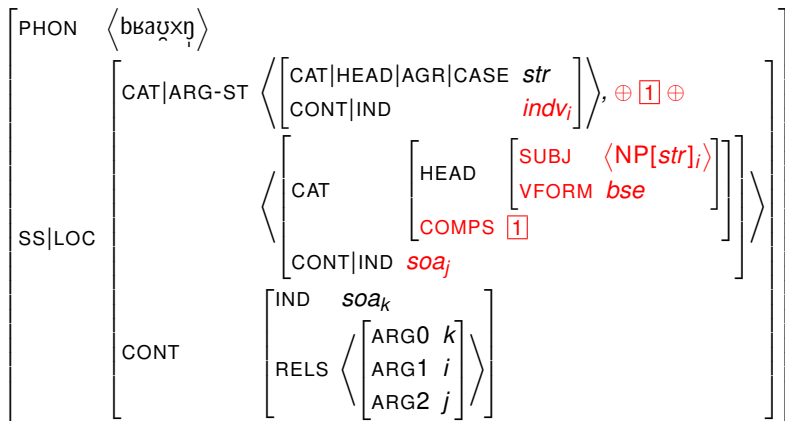 PHON ⟨bʁaʊ̯xŋ̩⟩
CAT|ARG-ST ⟨[CAT|HEAD|AGR|CASE str
CONT|IND indvᵢ]⟩, ⊕ 1 ⊕
SUBJ ⟨NP[str]ᵢ⟩
HEAD
CAT VFORM bse
COMPS 1
SS|LOC
CONT|IND soaⱼ
IND soaₖ
ARG0 k
CONT RELS ⟨ARG1 i⟩
ARG2 j